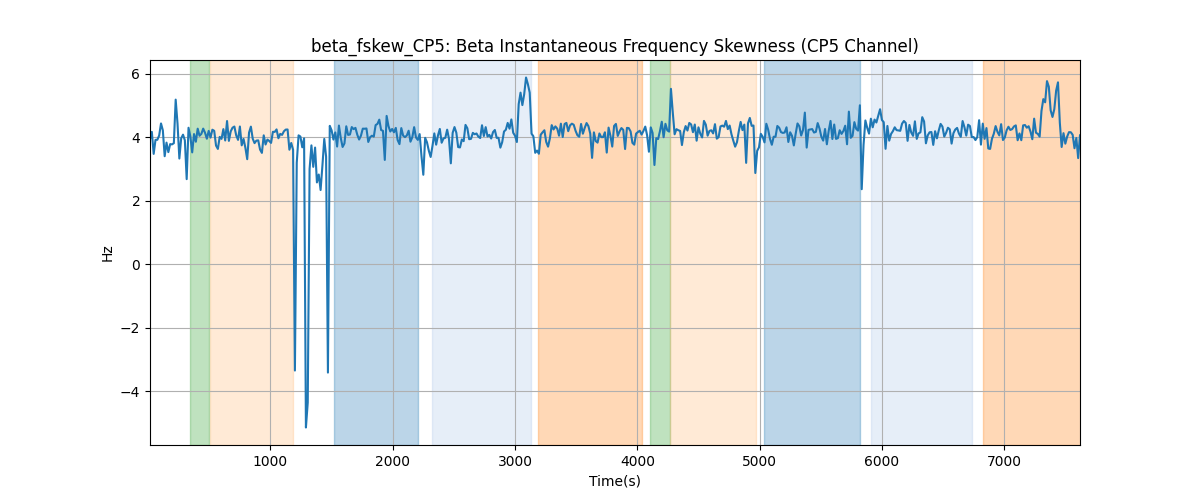 beta_fskew_CP5: Beta Instantaneous Frequency Skewness (CP5 Channel)
6
4
2
0
−2
−4
Hz
1000 2000 3000 4000 5000 6000 7000
Time(s)